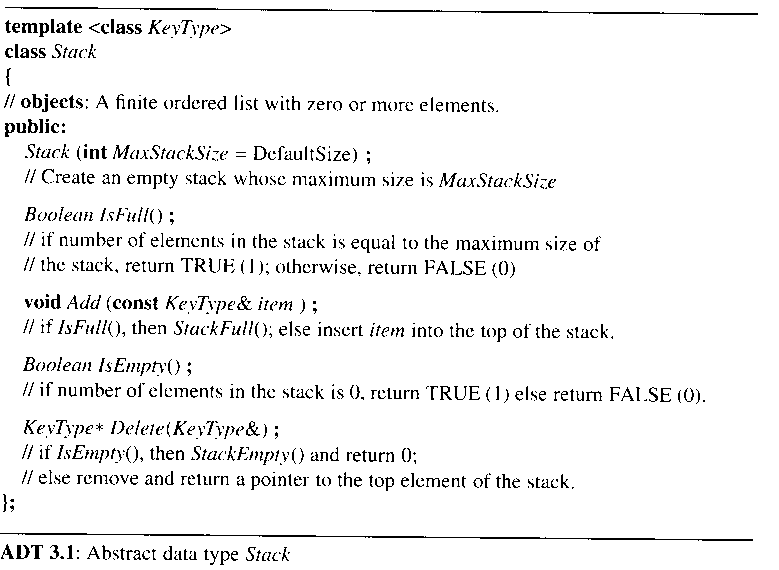 template <class KeyType>
class Stack
{
// objects: A finite ordered list with zero or more elements.
public:
Stack (int MaxStackSize = DefaultSize) ;
// Create an empty stack whose maximum size is MaxStackSize
Boolean IsFull() ;
// if number of elements in the stack is equal to the maximum size of
// the stack, return TRUE (1); otherwise, return FALSE (0)
void Add (const KeyType& item ) ;
// if IsFull(), then StackFull(); else insert item into the top of the stack.
Boolean IsEmpty() ;
// if number of elements in the stack is 0, return TRUE (1) else return FALSE (0).
KeyType* Delete(KeyType&) ;
// if IsEmpty(), then StackEmpty() and return 0;
// else remove and return a pointer to the top element of the stack.
};
ADT 3.1: Abstract data type Stack